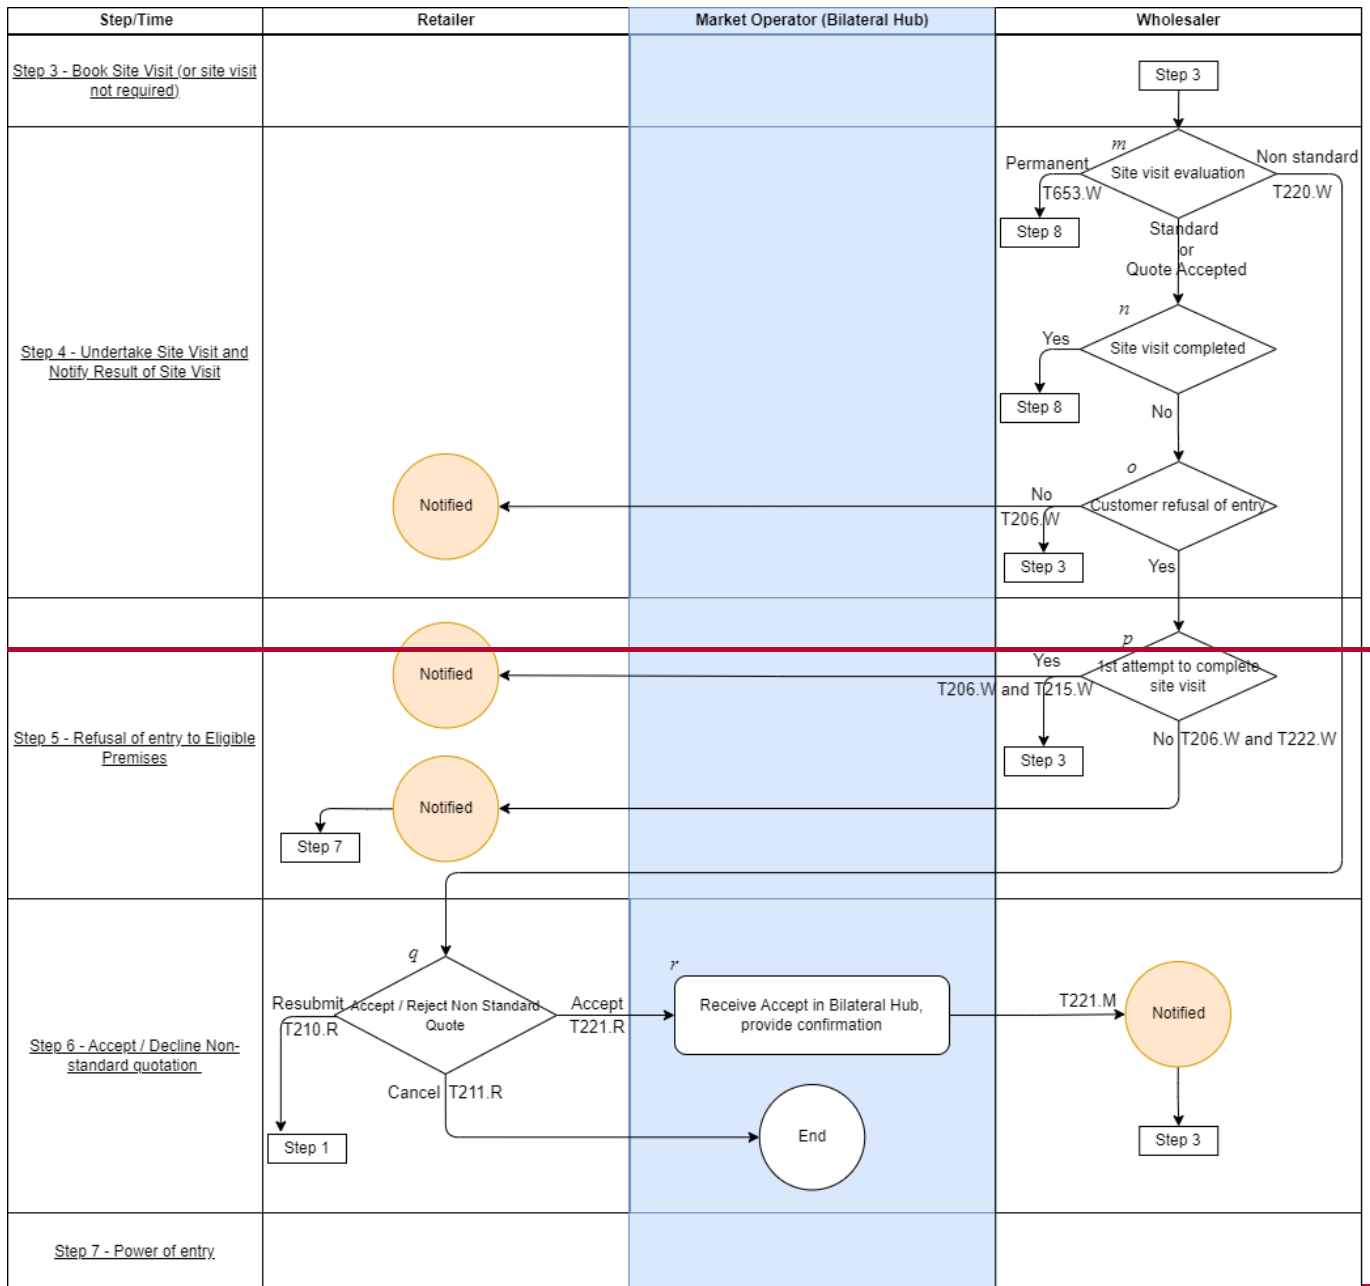 Step/Time
Retailer
Market Operator (Bilateral Hub)
Wholesaler
Step 3 - Book Site Visit (or site visit
not required)
Step 3
Step 4 - Undertake Site Visit and
Notify Result of Site Visit
m
Site visit evaluation
Permanent
T653.W
Step 8
Non standard
T220.W
Standard
or
Quote Accepted
n
Site visit completed
Yes
Step 8
No
o
Customer refusal of entry
No
T206.W
Notified
Step 3
Yes
Step 5 - Refusal of entry to Eligible
Premises
p
1st attempt to complete
site visit
Yes
T206.W and T215.W
Notified
Step 3
No T206.W and T222.W
Notified
Step 7
Step 6 - Accept / Decline Non-
standard quotation
q
Accept / Reject Non Standard
Quote
Resubmit
T210.R
Step 1
Accept
T221.R
r
Receive Accept in Bilateral Hub,
provide confirmation
T221.M
Notified
Step 3
Cancel T211.R
End
Step 7 - Power of entry